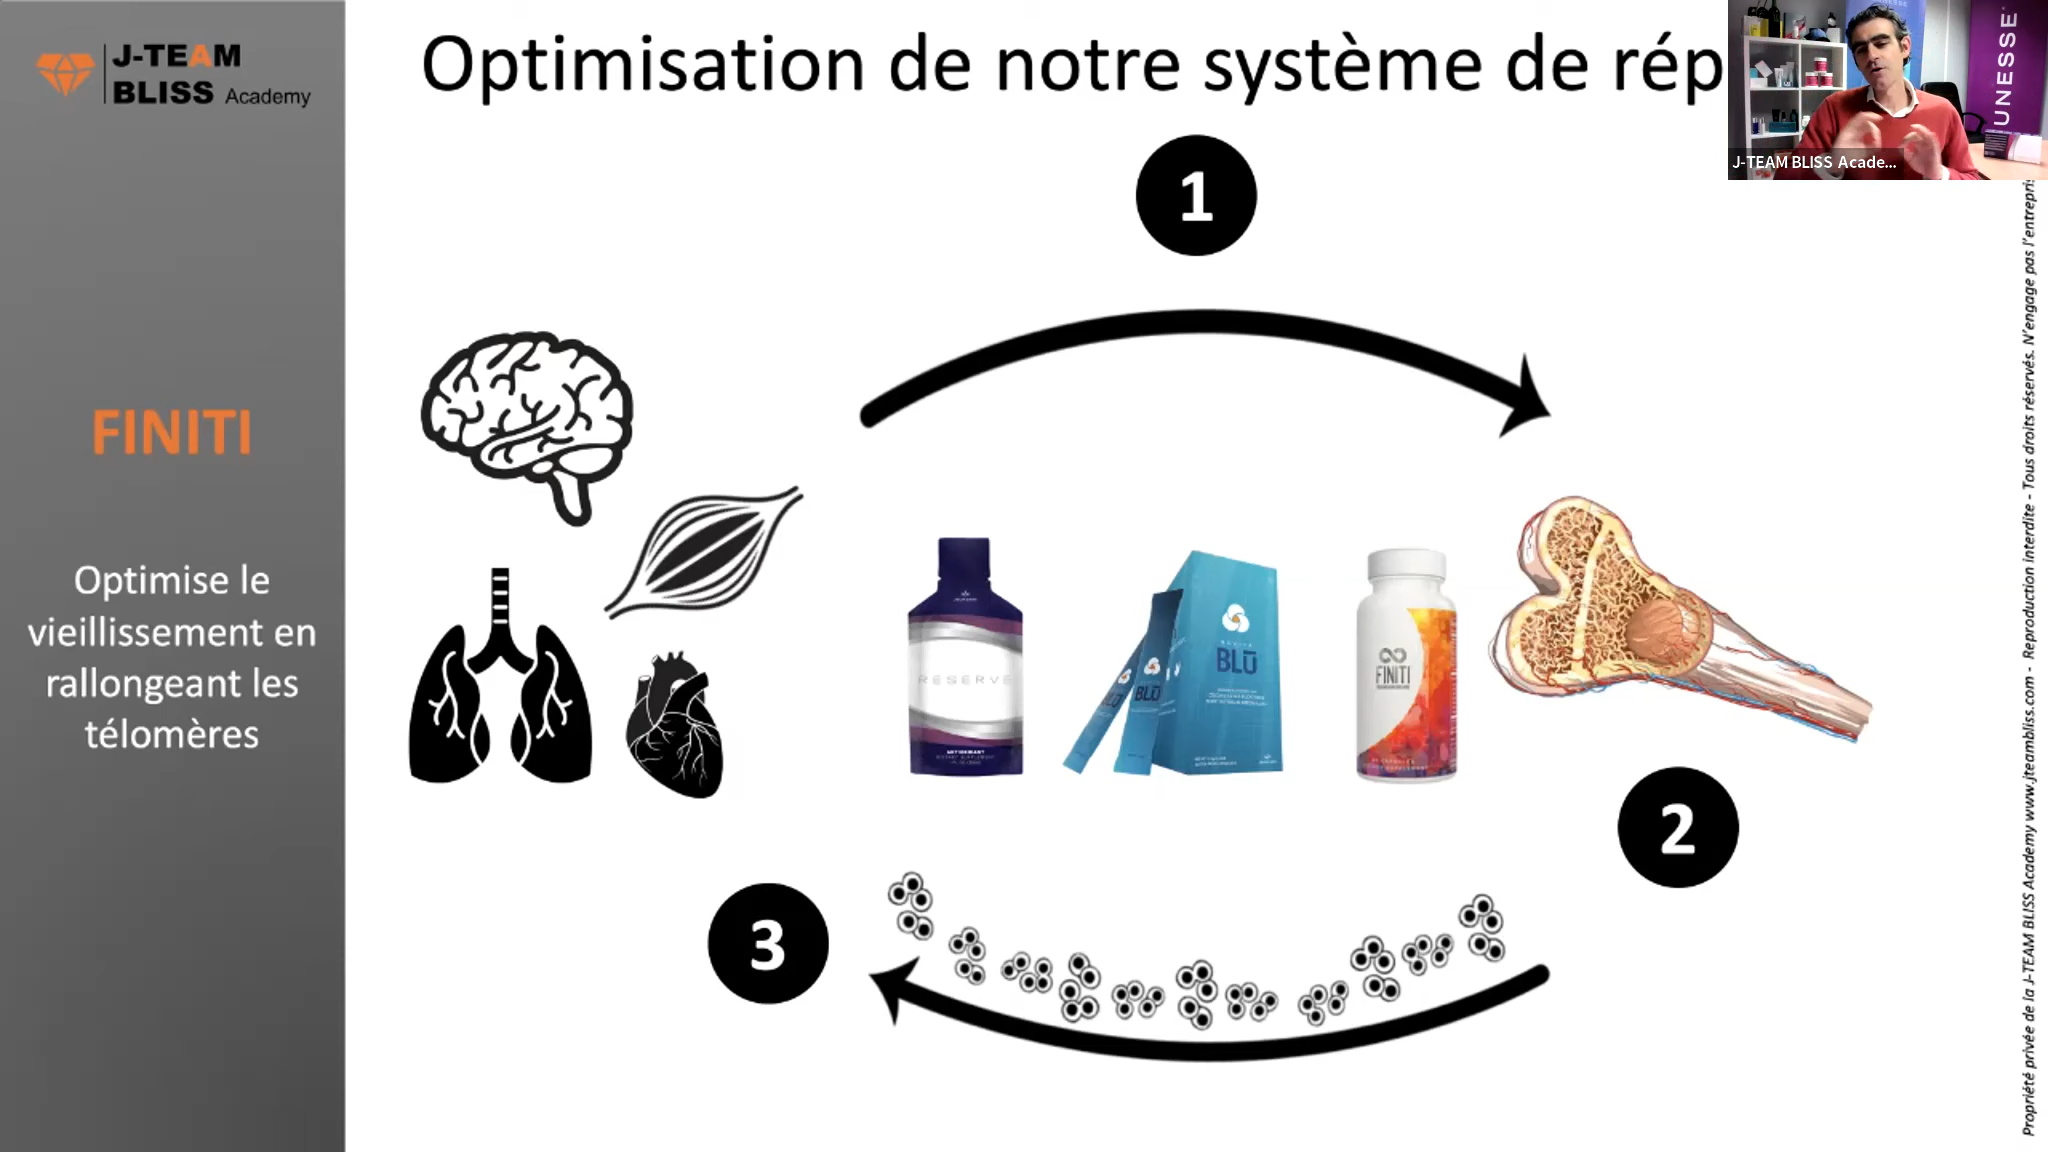 J-TEAM
BLISS Academy
Optimisation de notre système de rép
UNESSE
J-TEAM BLISS Acade...
1
FINITI
Optimise le
vieillissement en
rallongeant les
télomères
RESERVE
BLŪ
BLŪ
FINITI
2
3
Propriété privée de la J-TEAM BLISS Academy www.jteambliss.com - Reproduction interdite - Tous droits réservés. N'engage pas l'entrepris